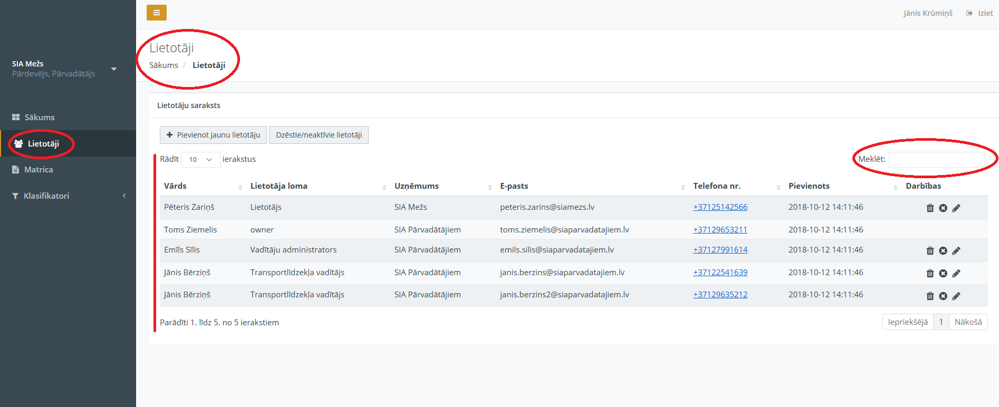 Jānis Krūmiņš Iziet
Lietotāji
Sākums / Lietotāji
SIA Mežs
Pārdevējs, Pārvadātājs
Sākums
Lietotāji
Matrica
Klasifikatori
Lietotāju saraksts
Pievienot jaunu lietotāju Dzēstie/neaktīvie lietotāji
Rādīt 10 ierakstus Meklēt:
Vārds Lietotāja loma Uzņēmums E-pasts Telefona nr. Pievienots Darbības
Pēteris Zariņš Lietotājs SIA Mežs peteris.zarins@siamezs.lv +37125142566 2018-10-12 14:11:46
Toms Ziemelis owner SIA Pārvadātājiem toms.ziemelis@siaparvadatajiem.lv +37129653211 2018-10-12 14:11:46
Emīls Sīlis Vadītāju administrators SIA Pārvadātājiem emils.silis@siaparvadatajiem.lv +37127991614 2018-10-12 14:11:46
Jānis Bērziņš Transportlīdzekļa vadītājs SIA Pārvadātājiem janis.berzins@siaparvadatajiem.lv +37122541639 2018-10-12 14:11:46
Jānis Bērziņš Transportlīdzekļa vadītājs SIA Pārvadātājiem janis.berzins2@siaparvadatajiem.lv +37129635212 2018-10-12 14:11:46
Parādīti 1. līdz 5. no 5 ierakstiem Iepriekšējā 1 Nākošā